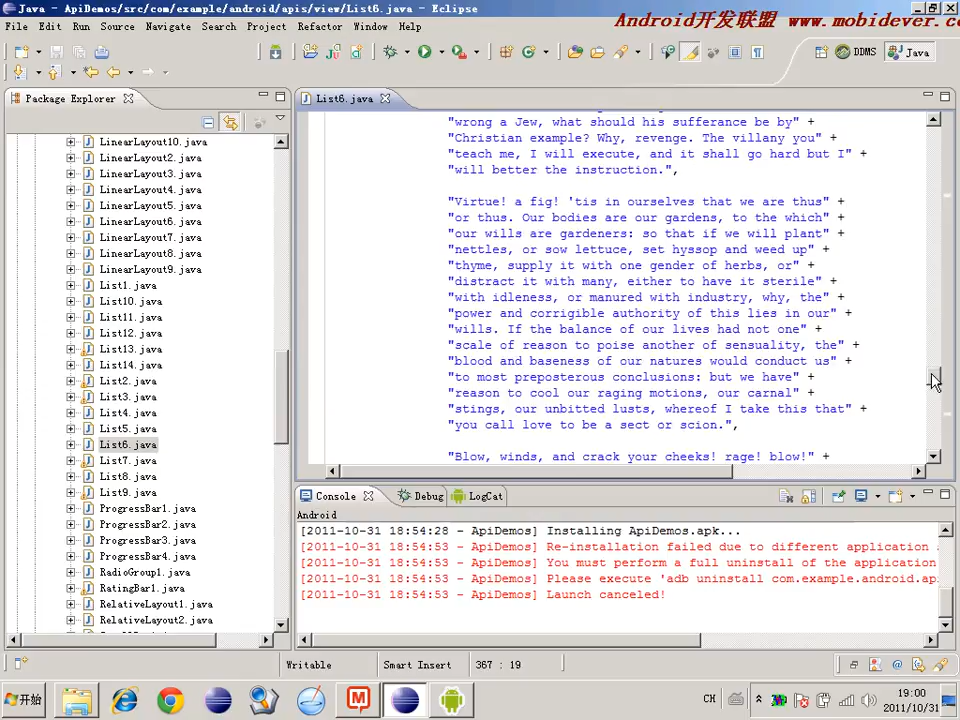 Java - ApiDemos/src/com/example/android/apis/view/List6.java - Eclipse
Android开发联盟 www.mobidever.com
File Edit Run Source Navigate Search Project Refactor Window Help
DDMS Java
Package Explorer
List6.java
LinearLayout10.java
LinearLayout2.java
LinearLayout3.java
LinearLayout4.java
LinearLayout5.java
LinearLayout6.java
LinearLayout7.java
LinearLayout8.java
LinearLayout9.java
List1.java
List10.java
List11.java
List12.java
List13.java
List14.java
List2.java
List3.java
List4.java
List5.java
List6.java
List7.java
List8.java
List9.java
ProgressBar1.java
ProgressBar2.java
ProgressBar3.java
ProgressBar4.java
RadioGroup1.java
RatingBar1.java
RelativeLayout1.java
RelativeLayout2.java
"wrong a Jew, what should his sufferance be by" +
"Christian example? Why, revenge. The villany you" +
"teach me, I will execute, and it shall go hard but I" +
"will better the instruction.",
"Virtue! a fig! 'tis in ourselves that we are thus" +
"or thus. Our bodies are our gardens, to the which" +
"our wills are gardeners: so that if we will plant" +
"nettles, or sow lettuce, set hyssop and weed up" +
"thyme, supply it with one gender of herbs, or" +
"distract it with many, either to have it sterile" +
"with idleness, or manured with industry, why, the" +
"power and corrigible authority of this lies in our" +
"wills. If the balance of our lives had not one" +
"scale of reason to poise another of sensuality, the" +
"blood and baseness of our natures would conduct us" +
"to most preposterous conclusions: but we have" +
"reason to cool our raging motions, our carnal" +
"stings, our unbitted lusts, whereof I take this that" +
"you call love to be a sect or scion.",
"Blow, winds, and crack your cheeks! rage! blow!" +
Console Debug LogCat
Android
[2011-10-31 18:54:28 - ApiDemos] Installing ApiDemos.apk...
[2011-10-31 18:54:53 - ApiDemos] Re-installation failed due to different application
[2011-10-31 18:54:53 - ApiDemos] You must perform a full uninstall of the application
[2011-10-31 18:54:53 - ApiDemos] Please execute 'adb uninstall com.example.android.ap
[2011-10-31 18:54:53 - ApiDemos] Launch canceled!
Writable Smart Insert 367 : 19
开始
CH
19:00
2011/10/31